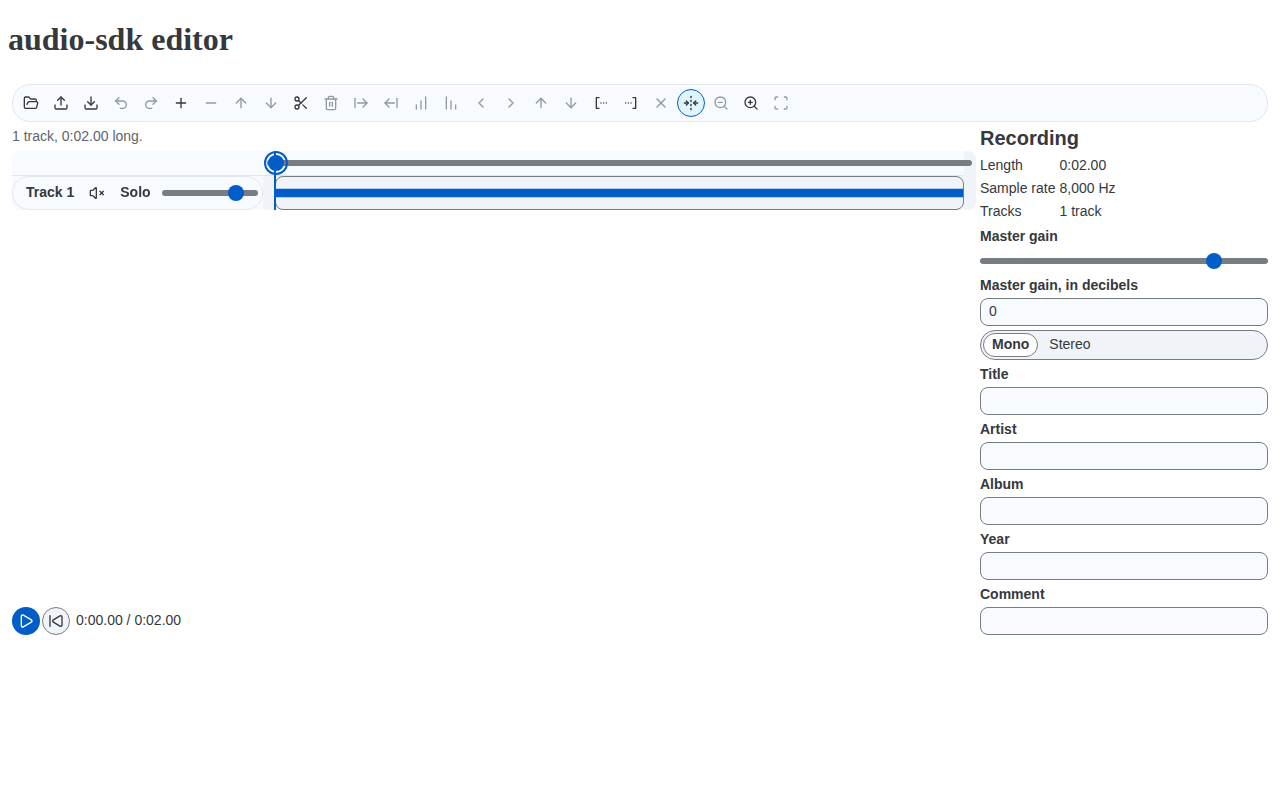 audio-sdk editor
1 track, 0:02.00 long.
Track 1 Solo
Recording
Length 0:02.00
Sample rate 8,000 Hz
Tracks 1 track
Master gain
Master gain, in decibels
0
Mono Stereo
Title
Artist
Album
Year
Comment
0:00.00 / 0:02.00